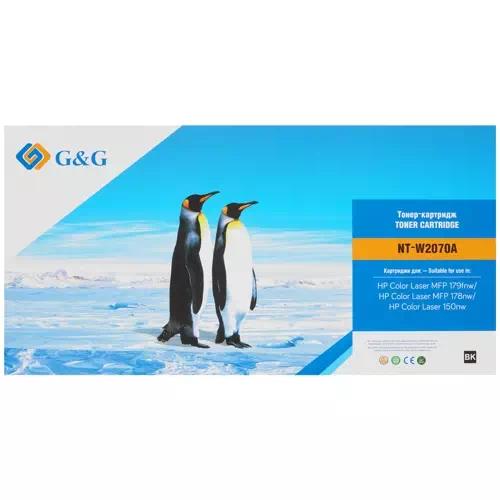 G&G
Тонер-картридж
TONER CARTRIDGE
NT-W2070A
Картриджи для: — Suitable for use in:
HP Color Laser MFP 179fnw/
HP Color Laser MFP 178nw/
HP Color Laser 150nw
BK